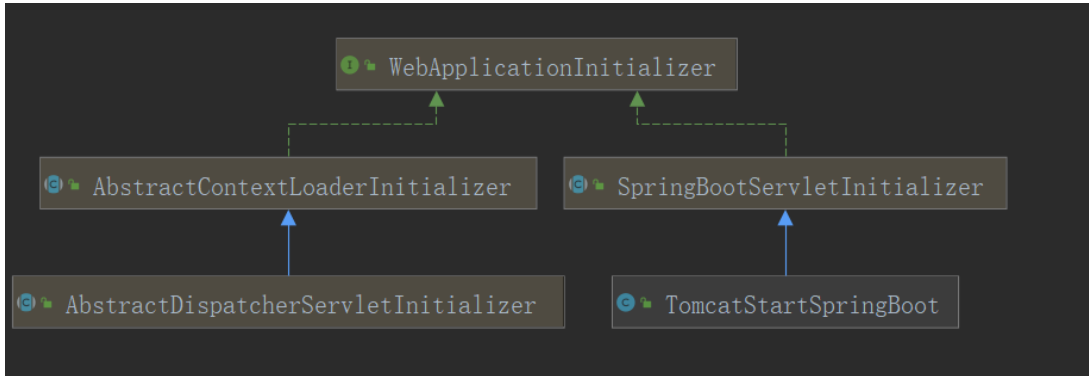 WebApplicationInitializer
AbstractContextLoaderInitializer
SpringBootServletInitializer
AbstractDispatcherServletInitializer
TomcatStartSpringBoot